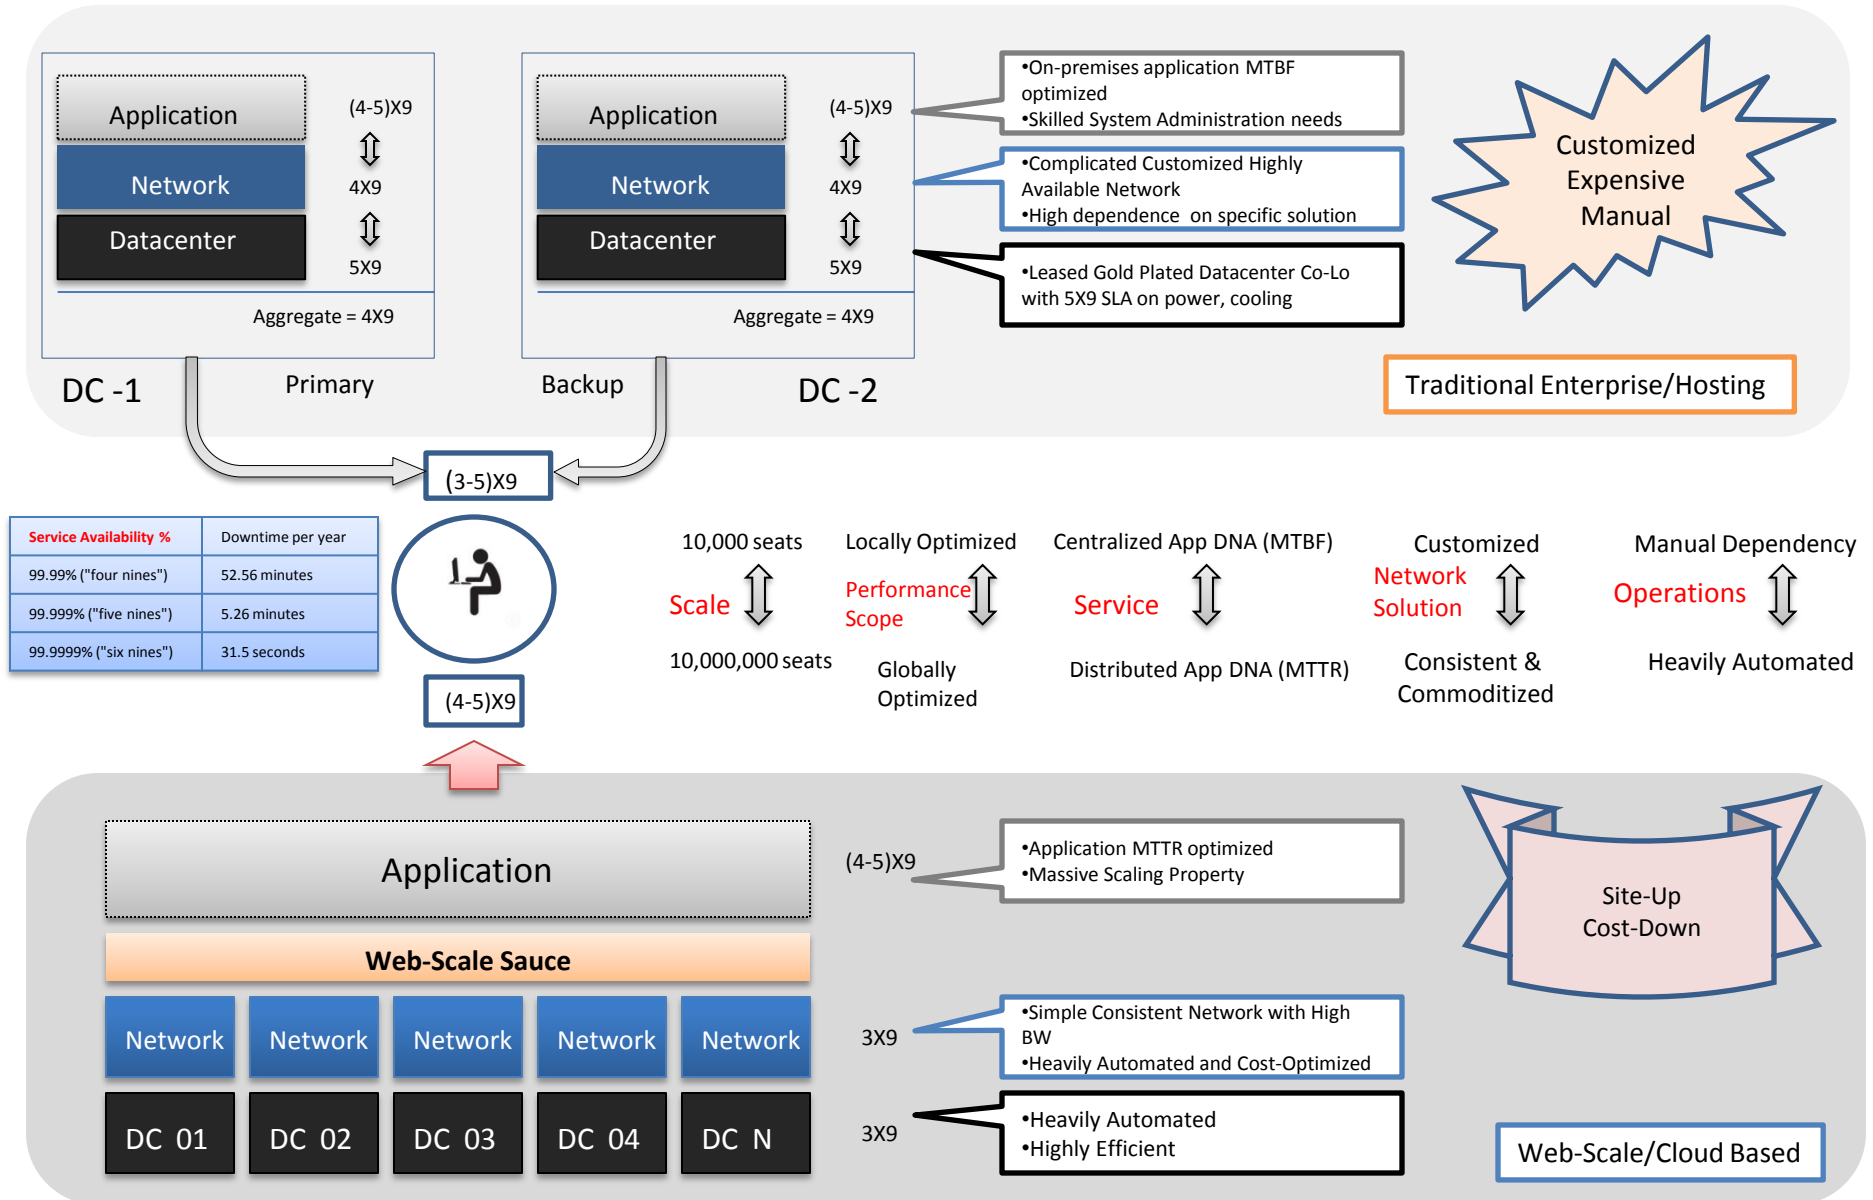 Application
(4-5)X9
Network
4X9
Datacenter
5X9
Aggregate = 4X9
DC -1
Primary
Application
(4-5)X9
Network
4X9
Datacenter
5X9
Aggregate = 4X9
Backup
DC -2
•On-premises application MTBF
optimized
•Skilled System Administration needs
•Complicated Customized Highly
Available Network
•High dependence on specific solution
•Leased Gold Plated Datacenter Co-Lo
with 5X9 SLA on power, cooling
Customized
Expensive
Manual
Traditional Enterprise/Hosting
(3-5)X9
Service Availability % Downtime per year
99.99% ("four nines") 52.56 minutes
99.999% ("five nines") 5.26 minutes
99.9999% ("six nines") 31.5 seconds
(4-5)X9
10,000 seats
Scale
10,000,000 seats
Locally Optimized
Performance
Scope
Globally
Optimized
Centralized App DNA (MTBF)
Service
Distributed App DNA (MTTR)
Customized
Network
Solution
Consistent &
Commoditized
Manual Dependency
Operations
Heavily Automated
Application
(4-5)X9
•Application MTTR optimized
•Massive Scaling Property
Web-Scale Sauce
Network Network Network Network Network
3X9
•Simple Consistent Network with High
BW
•Heavily Automated and Cost-Optimized
DC 01 DC 02 DC 03 DC 04 DC N
3X9
•Heavily Automated
•Highly Efficient
Site-Up
Cost-Down
Web-Scale/Cloud Based